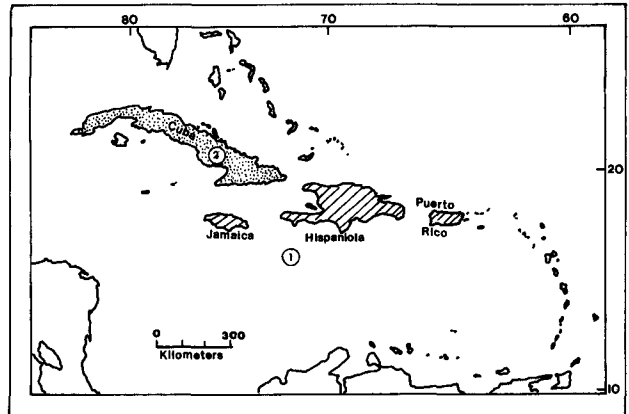 80 70 60
Cuba
2
20
Puerto
Rico
Jamaica
Hispaniola
1
0 300
Kilometers
10